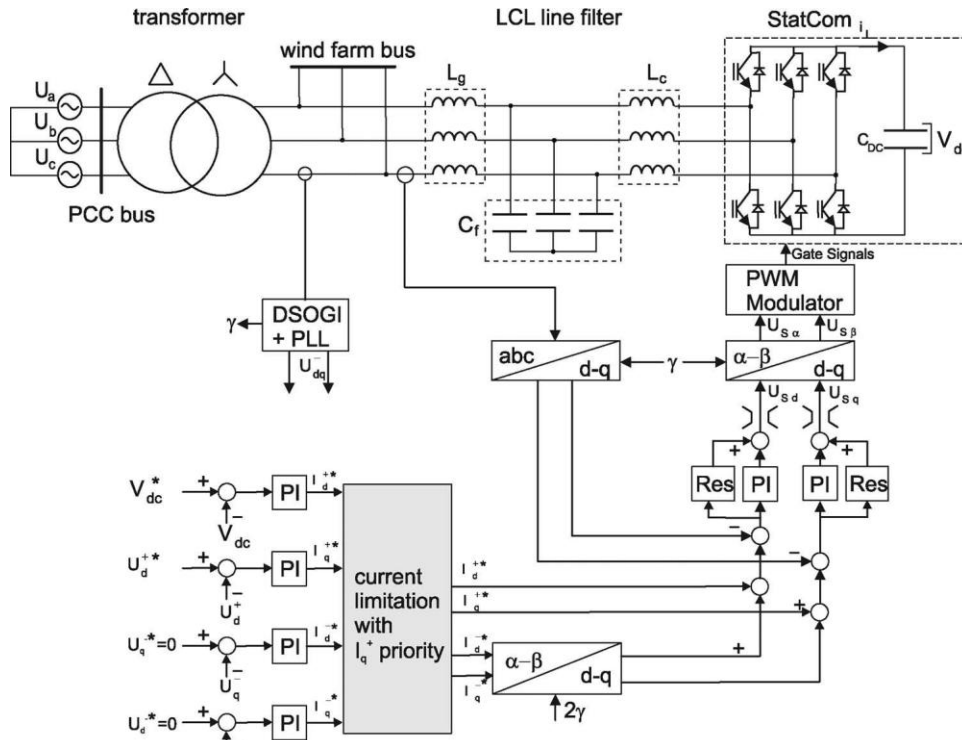 transformer
LCL line filter
StatCom
wind farm bus
L_g
L_c
i_L
U_a
U_b
U_c
C_DC
V_d
PCC bus
C_f
Gate Signals
PWM
Modulator
DSOGI
+ PLL
γ
U_dq^-
U_Sα
U_Sβ
abc
d-q
γ
α-β
d-q
U_Sd
U_Sq
+
+
Res
PI
PI
Res
V_dc^*
+
PI
I_d^+*
−
V_dc
−
−
U_d^+*
+
PI
I_q^+*
−
U_d^+
current
limitation
with
I_q^+ priority
I_d^+*
I_q^+*
+
U_q^-*=0
+
PI
I_d^-*
−
U_q^-
I_d^-*
I_q^-*
α-β
d-q
+
2γ
U_d^-*=0
+
PI
I_q^-*